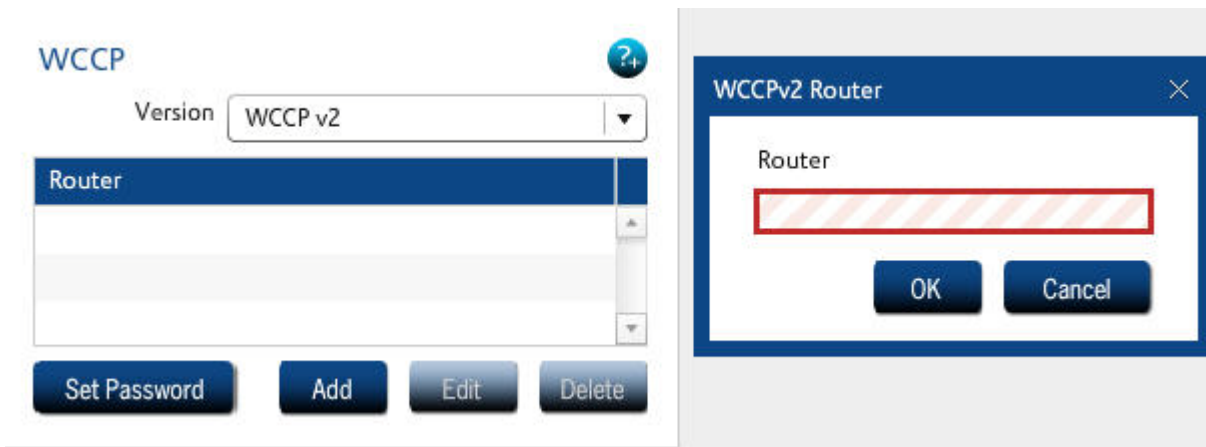 WCCP
?+
Version WCCP v2
Router
Set Password Add Edit Delete
WCCPv2 Router
Router
OK Cancel